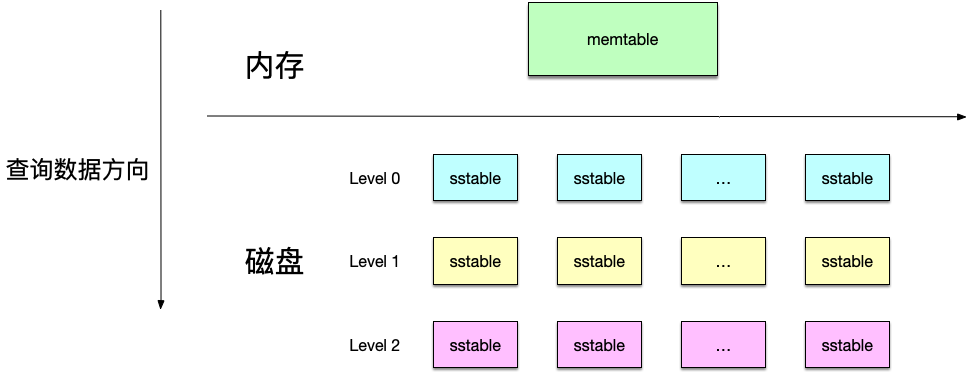 memtable
内存
查询数据方向
Level 0 sstable sstable ... sstable
磁盘 Level 1 sstable sstable ... sstable
Level 2 sstable sstable ... sstable